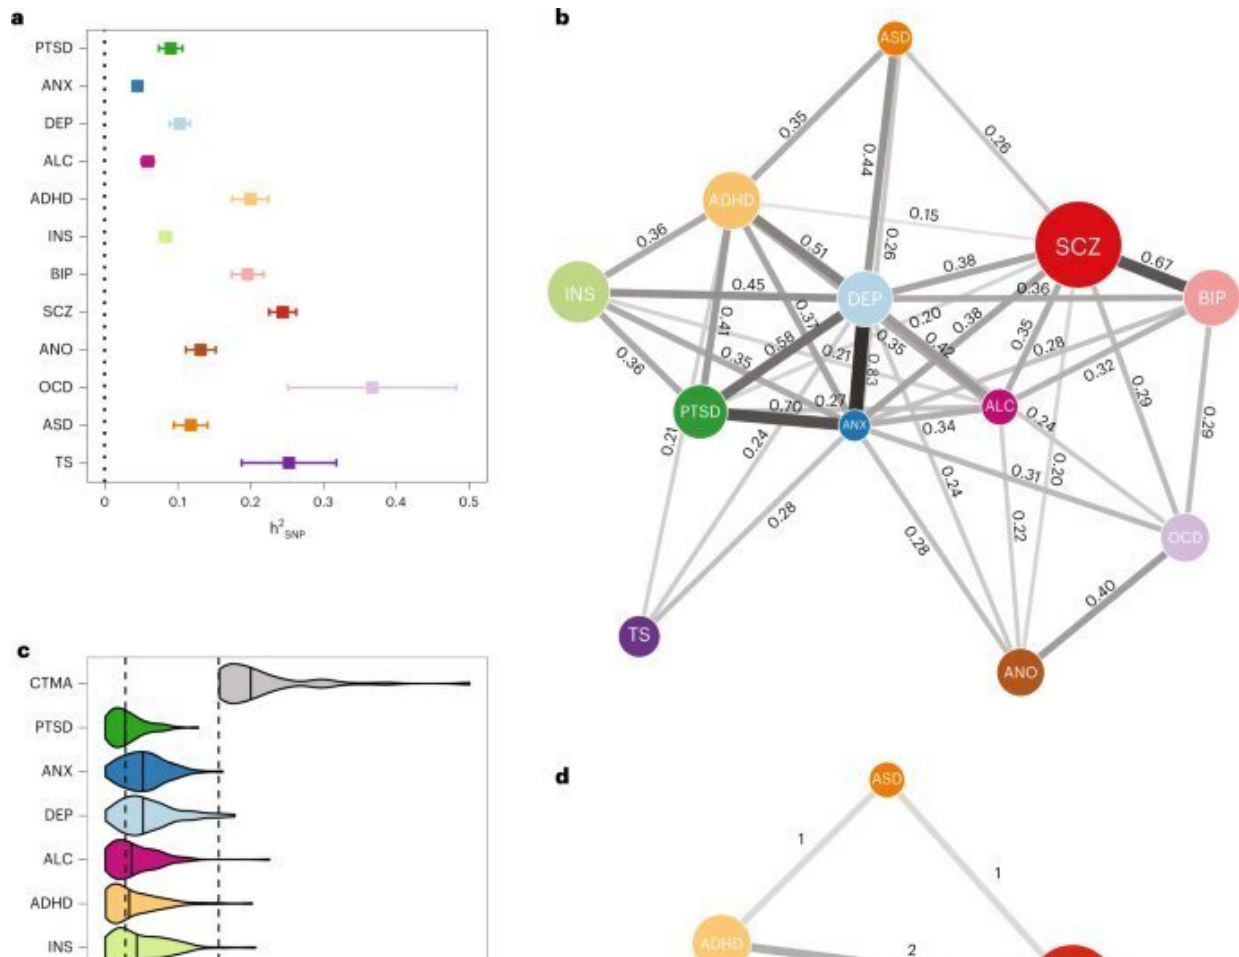 a
PTSD
ANX
DEP
ALC
ADHD
INS
BIP
SCZ
ANO
OCD
ASD
TS
0 0.1 0.2 0.3 0.4 0.5
h²SNP
b
ASD
0.35
0.44
0.26
ADHD
0.15
0.26
SCZ
0.36
0.51
0.38
0.67
INS
0.45
DEP
0.36
BIP
0.41
0.37
0.20
0.38
0.35
0.28
0.58
0.21
0.35
0.42
0.36
0.35
0.83
0.32
0.29
0.29
PTSD
0.70
0.27
ANX
0.34
ALC
0.24
0.21
0.24
0.24
0.20
0.31
0.28
0.28
0.22
OCD
0.40
TS
ANO
c
CTMA
PTSD
ANX
DEP
ALC
ADHD
INS
d
ASD
1
1
ADHD
2